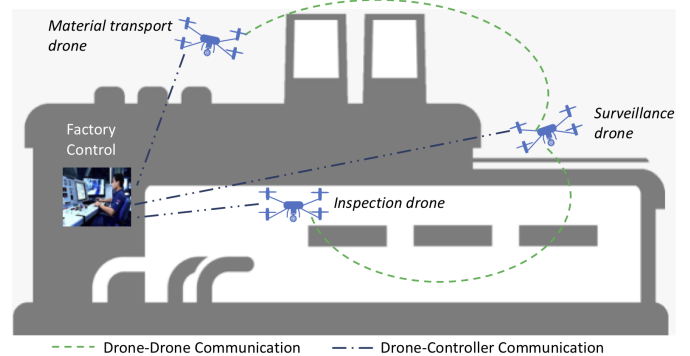 Material transport
drone
Surveillance
drone
Factory
Control
Inspection drone
Drone-Drone Communication
Drone-Controller Communication